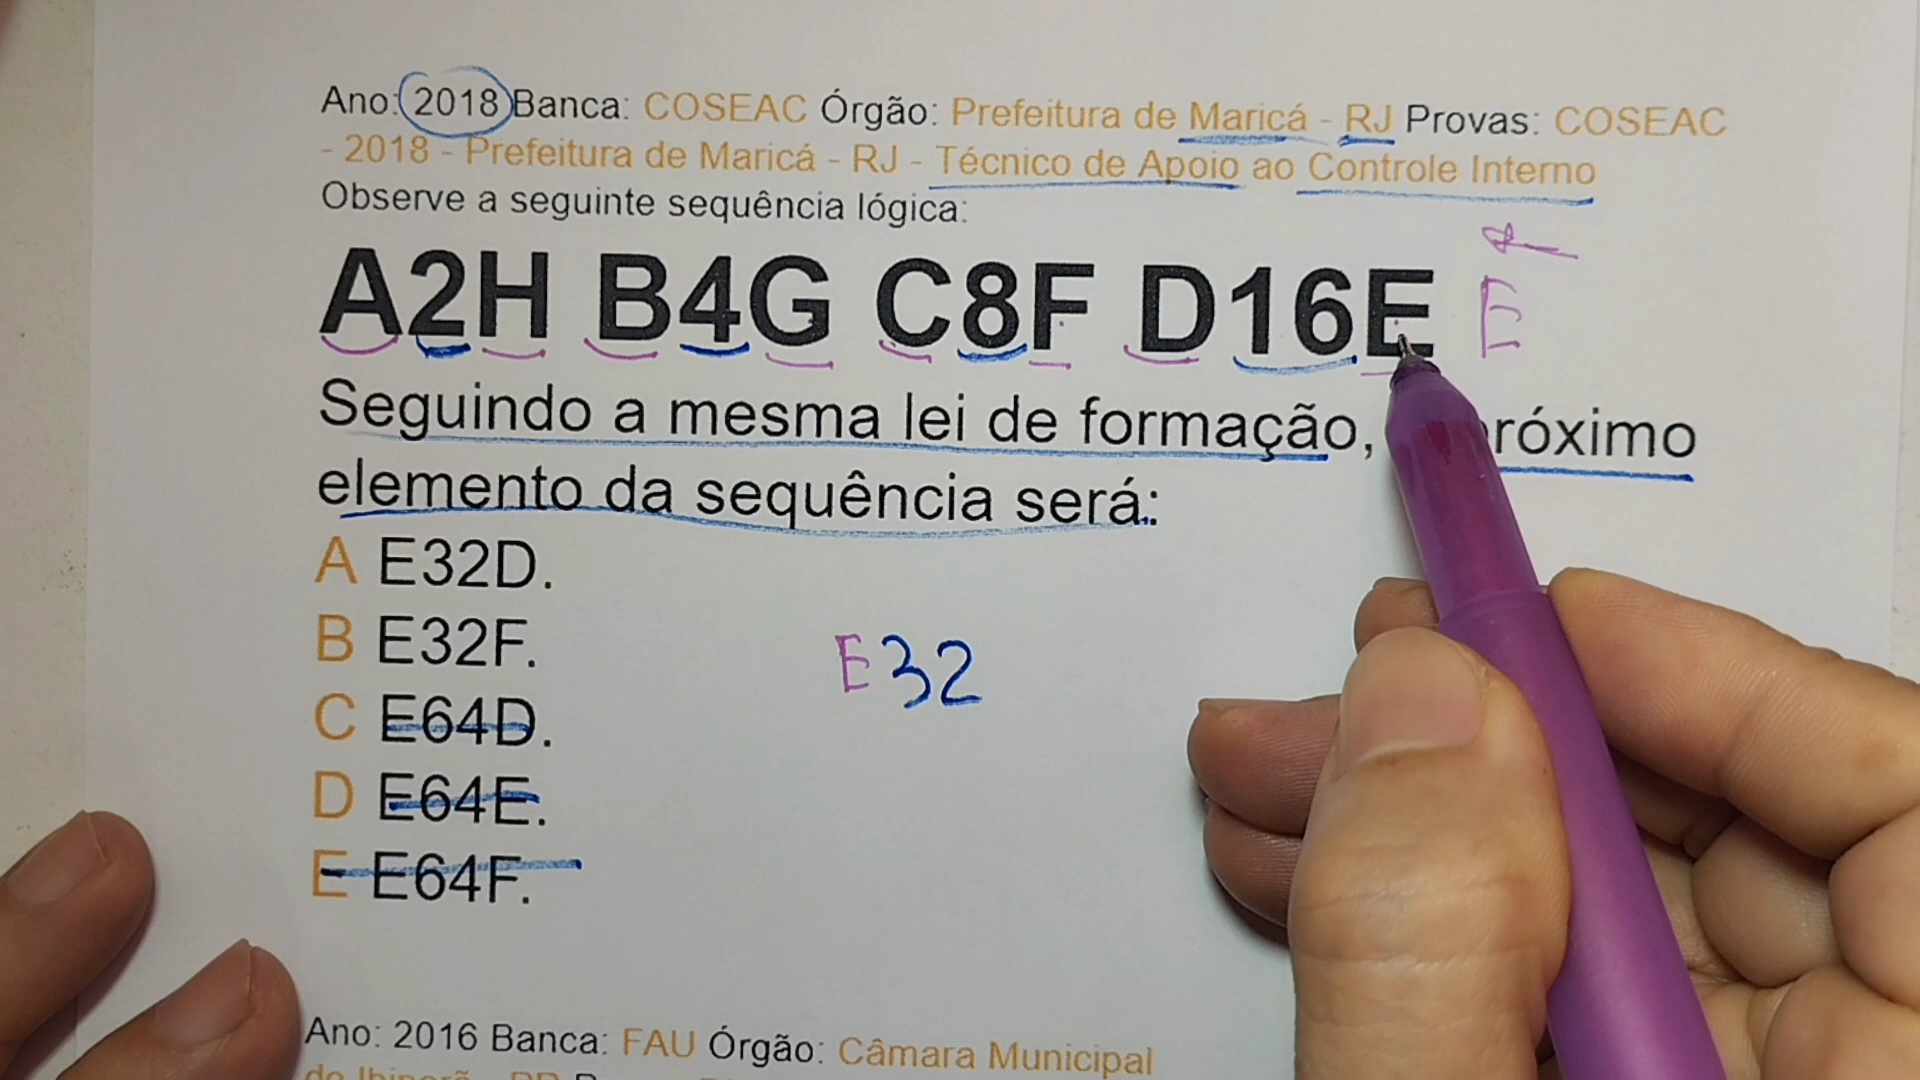 Ano: 2018 Banca: COSEAC Órgão: Prefeitura de Maricá - RJ Provas: COSEAC
- 2018 - Prefeitura de Maricá - RJ - Técnico de Apoio ao Controle Interno
Observe a seguinte sequência lógica:
A2H B4G C8F D16E E
Seguindo a mesma lei de formação, próximo
elemento da sequência será:
A E32D.
B E32F.
E32
C E64D.
D E64E.
E E64F.
Ano: 2016 Banca: FAU Órgão: Câmara Municipal